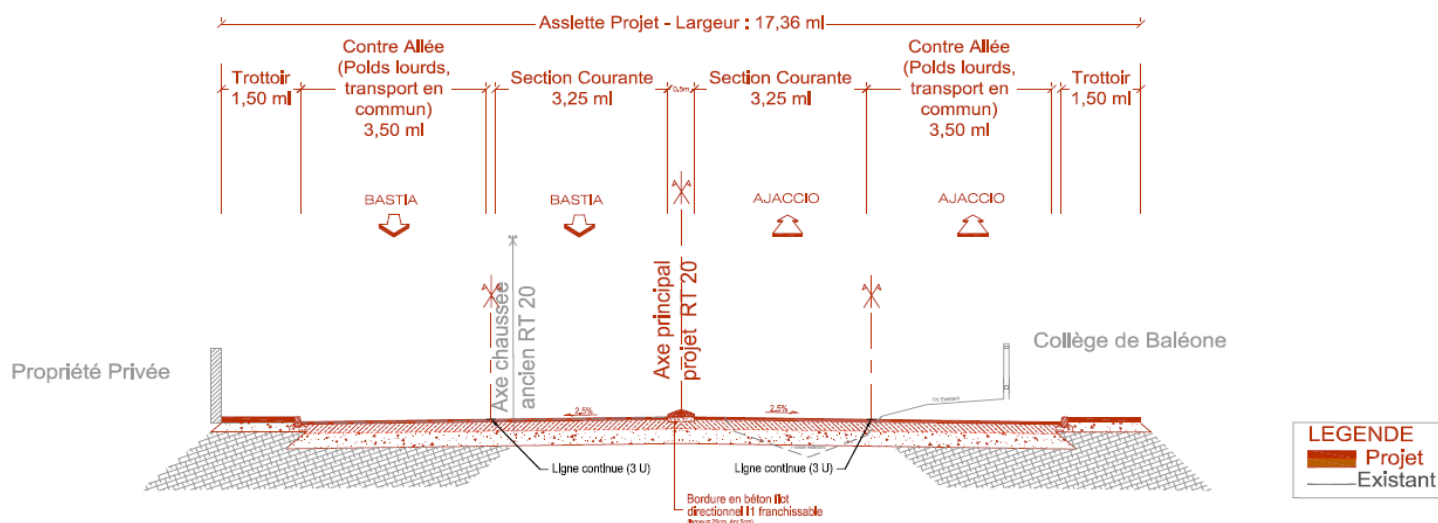 Assiette Projet - Largeur : 17,36 ml
Contre Allée
(Poids lourds,
transport en
commun)
3,50 ml
Contre Allée
(Poids lourds,
transport en
commun)
3,50 ml
Trottoir
1,50 ml
Section Courante
3,25 ml
0,5m
Section Courante
3,25 ml
Trottoir
1,50 ml
BASTIA
BASTIA
AJACCIO
AJACCIO
Axe chaussée
ancien RT 20
Axe principal
projet RT 20
Propriété Privée
Collège de Baléone
2,5%
2,5%
Ligne continue (3 U)
Ligne continue (3 U)
Bordure en béton îlot
directionnel I1 franchissable
LEGENDE
Projet
Existant